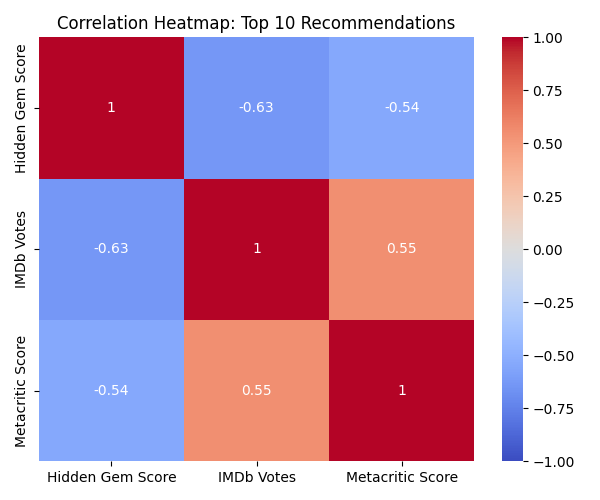 Correlation Heatmap: Top 10 Recommendations
Hidden Gem Score
1
-0.63
-0.54
IMDb Votes
-0.63
1
0.55
Metacritic Score
-0.54
0.55
1
Hidden Gem Score
IMDb Votes
Metacritic Score
1.00
0.75
0.50
0.25
0.00
−0.25
−0.50
−0.75
−1.00